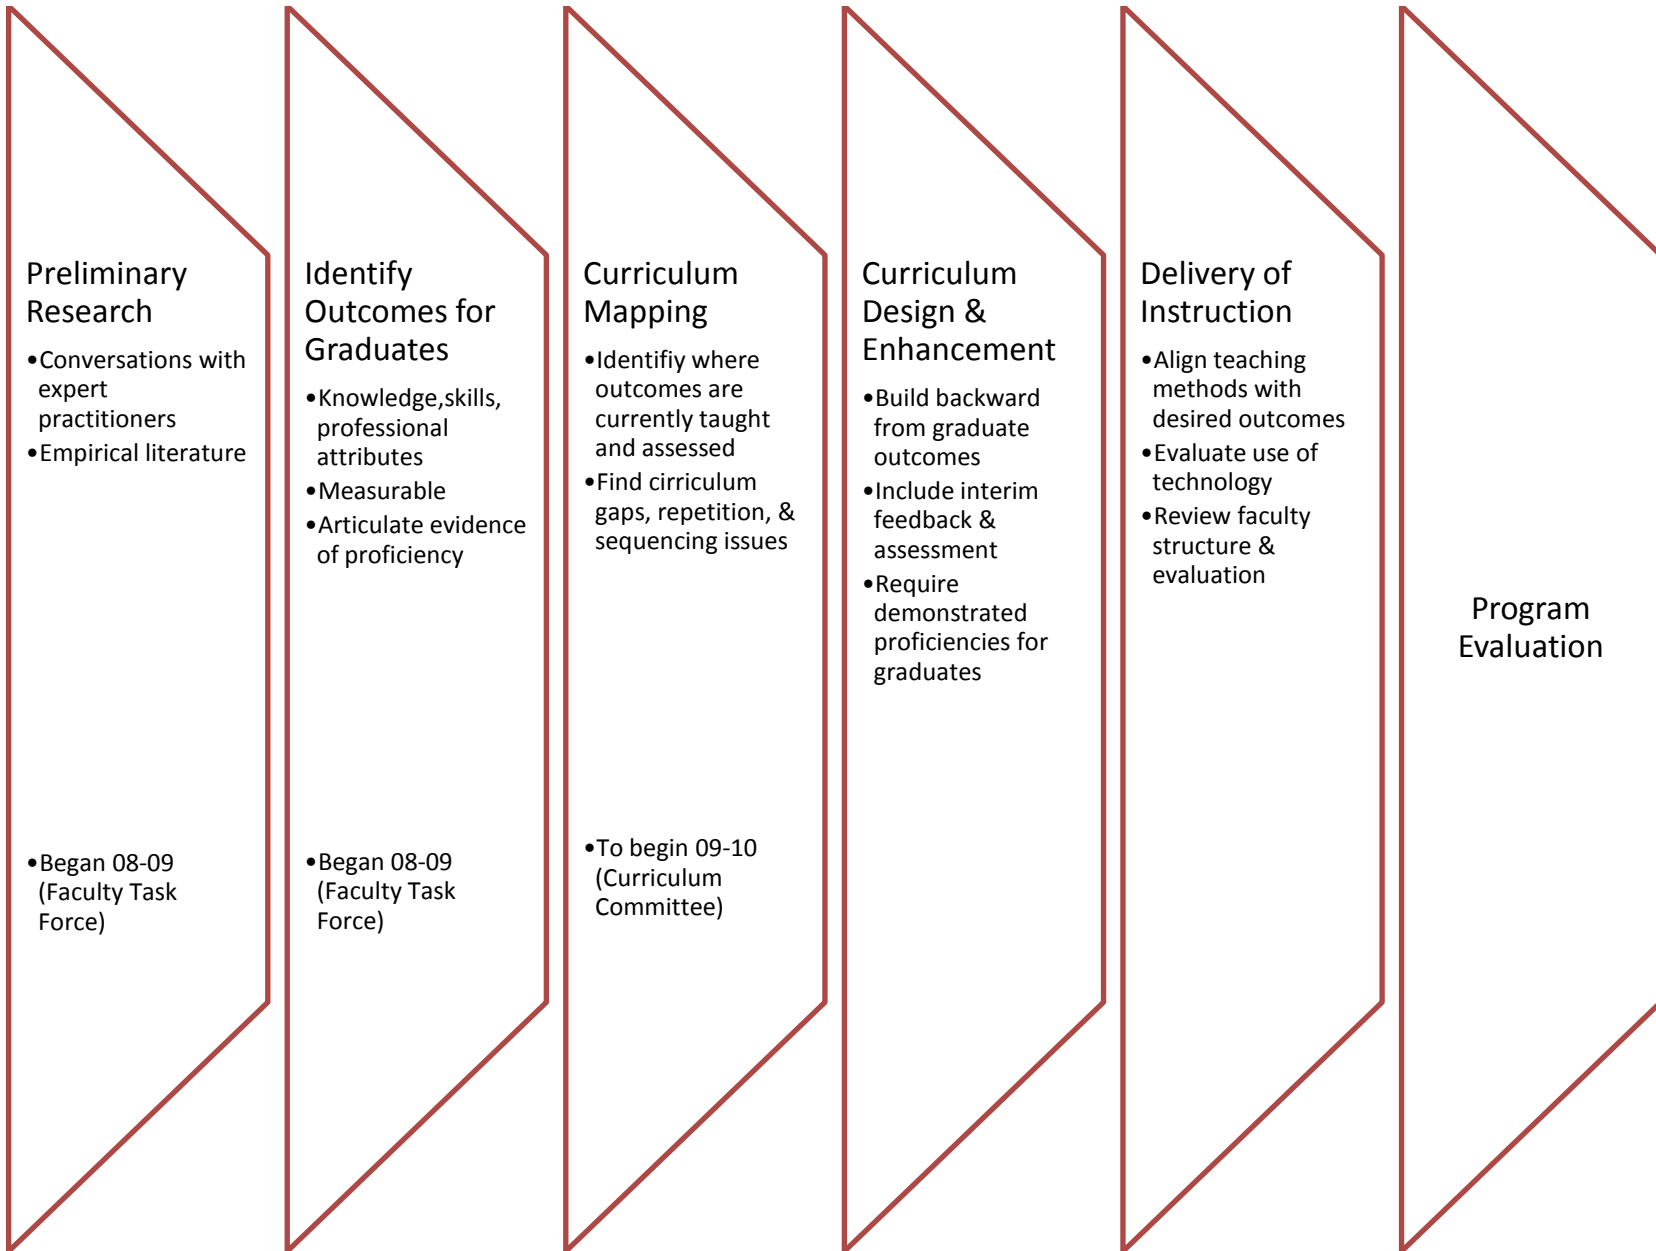 Preliminary
Research
•Conversations with
expert
practitioners
•Empirical literature
•Began 08-09
(Faculty Task
Force)
Identify
Outcomes for
Graduates
•Knowledge,skills,
professional
attributes
•Measurable
•Articulate evidence
of proficiency
•Began 08-09
(Faculty Task
Force)
Curriculum
Mapping
•Identifiy where
outcomes are
currently taught
and assessed
•Find cirriculum
gaps, repetition, &
sequencing issues
•To begin 09-10
(Curriculum
Committee)
Curriculum
Design &
Enhancement
•Build backward
from graduate
outcomes
•Include interim
feedback &
assessment
•Require
demonstrated
proficiencies for
graduates
Delivery of
Instruction
•Align teaching
methods with
desired outcomes
•Evaluate use of
technology
•Review faculty
structure &
evaluation
Program
Evaluation